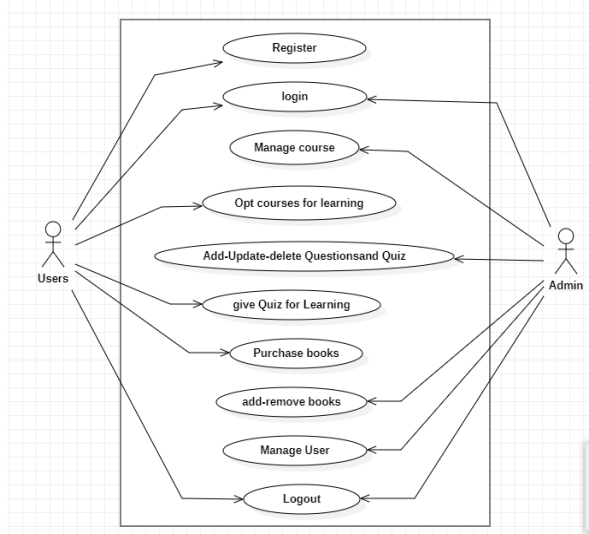 Register
login
Manage course
Opt courses for learning
Add-Update-delete Questionsand Quiz
Users
Admin
give Quiz for Learning
Purchase books
add-remove books
Manage User
Logout